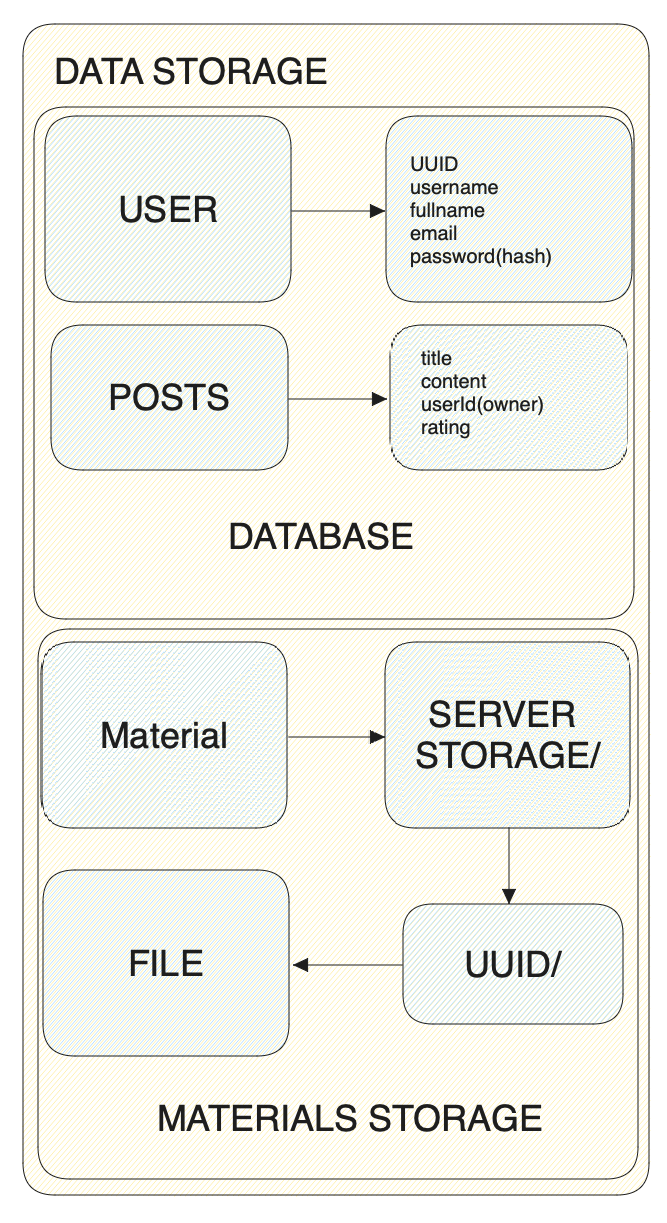 DATA STORAGE
USER
UUID
username
fullname
email
password(hash)
POSTS
title
content
userId(owner)
rating
DATABASE
Material
SERVER
STORAGE/
FILE
UUID/
MATERIALS STORAGE